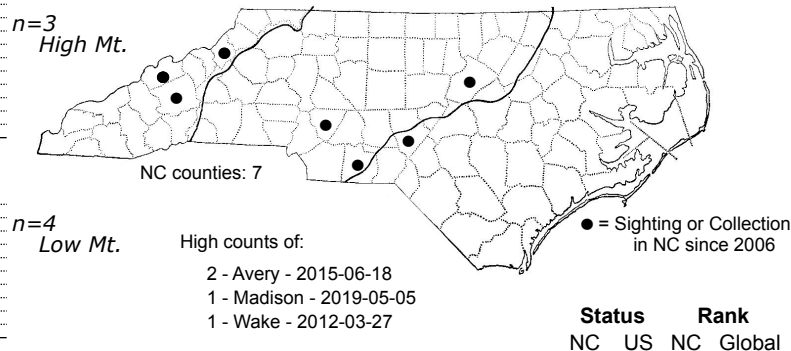 n=3
High Mt.
NC counties: 7
n=4
Low Mt.
High counts of:
2 - Avery - 2015-06-18
1 - Madison - 2019-05-05
1 - Wake - 2012-03-27
● = Sighting or Collection
in NC since 2006
Status Rank
NC US NC Global